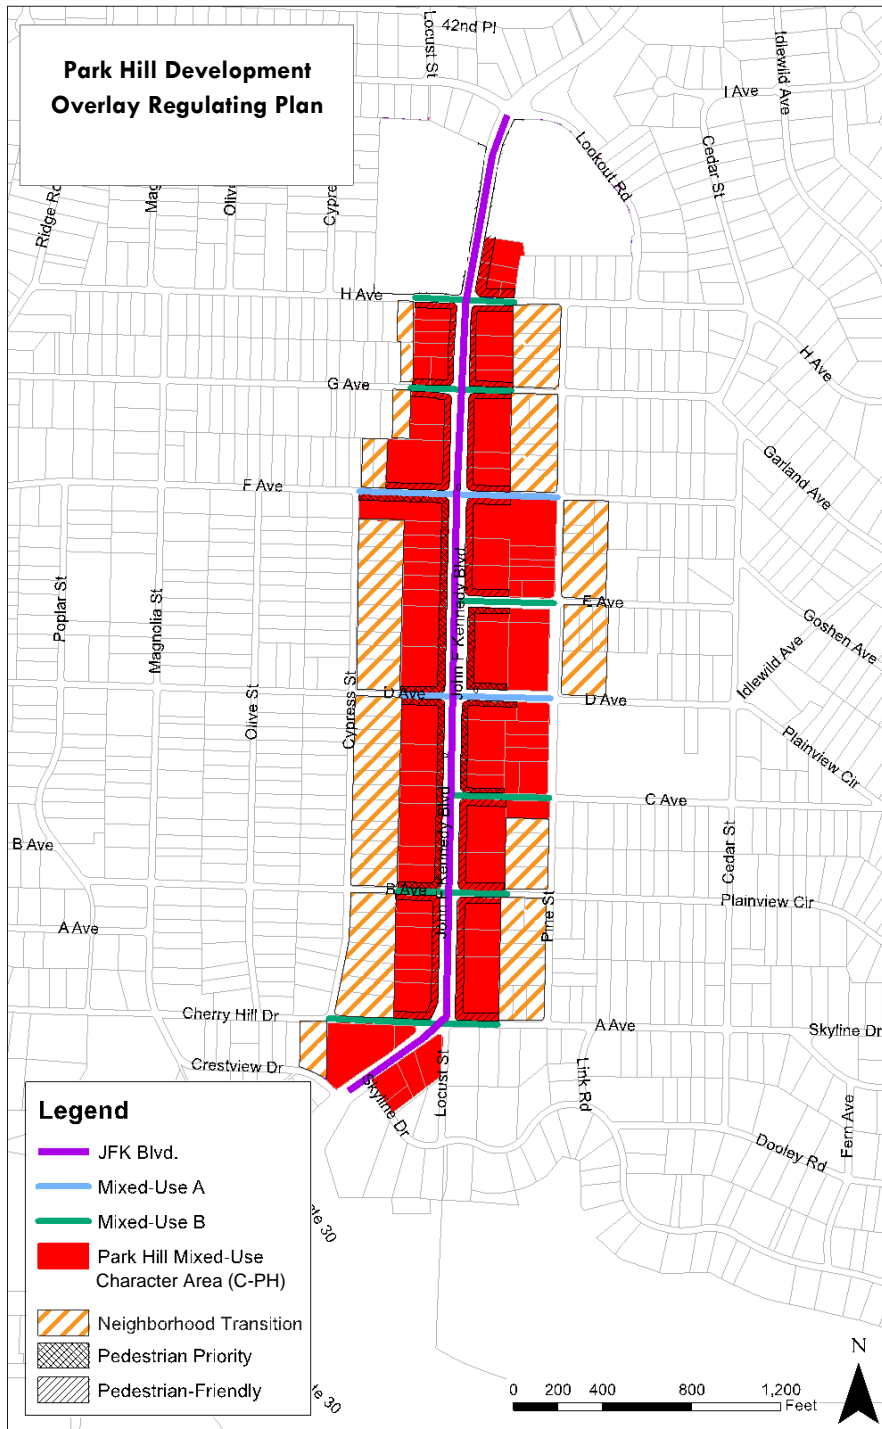 Park Hill Development
Overlay Regulating Plan
Locust St
42nd Pl
Idlewild Ave
I Ave
Cedar St
Lookout Rd
Ridge Rd
H Ave
H Ave
G Ave
Garland Ave
F Ave
John F Kennedy Blvd
E Ave
Poplar St
Magnolia St
Goshen Ave
Idlewild Ave
Cypress St
Olive St
D Ave
D Ave
Plainview Cir
John F Kennedy Blvd
C Ave
B Ave
Cedar St
B Ave
Plainview Cir
Pine St
A Ave
Cherry Hill Dr
A Ave
Skyline Dr
Crestview Dr
Skyline Dr
Locust St
Link Rd
Fern Ave
Dooley Rd
Legend
JFK Blvd.
Mixed-Use A
Mixed-Use B
Park Hill Mixed-Use
Character Area (C-PH)
Neighborhood Transition
Pedestrian Priority
Pedestrian-Friendly
30
30
N
0 200 400 800 1,200
Feet